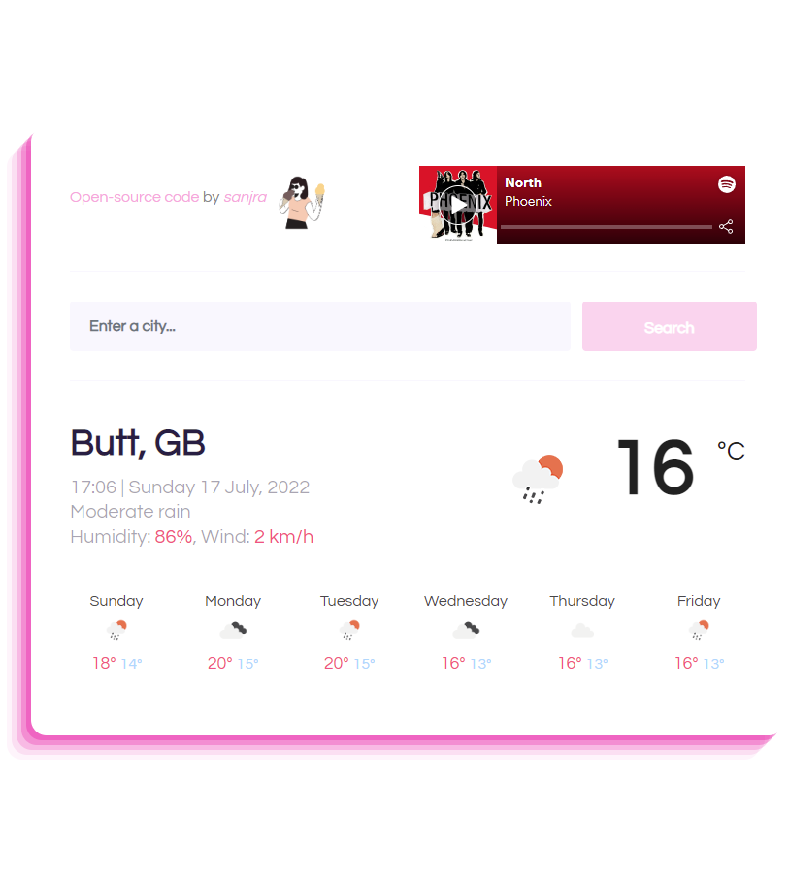 Open-source code by sanjra
PHOENIX
North
Phoenix
Enter a city...
Search
Butt, GB
16 °C
17:06 | Sunday 17 July, 2022
Moderate rain
Humidity: 86%, Wind: 2 km/h
Sunday Monday Tuesday Wednesday Thursday Friday
18° 14° 20° 15° 20° 15° 16° 13° 16° 13° 16° 13°